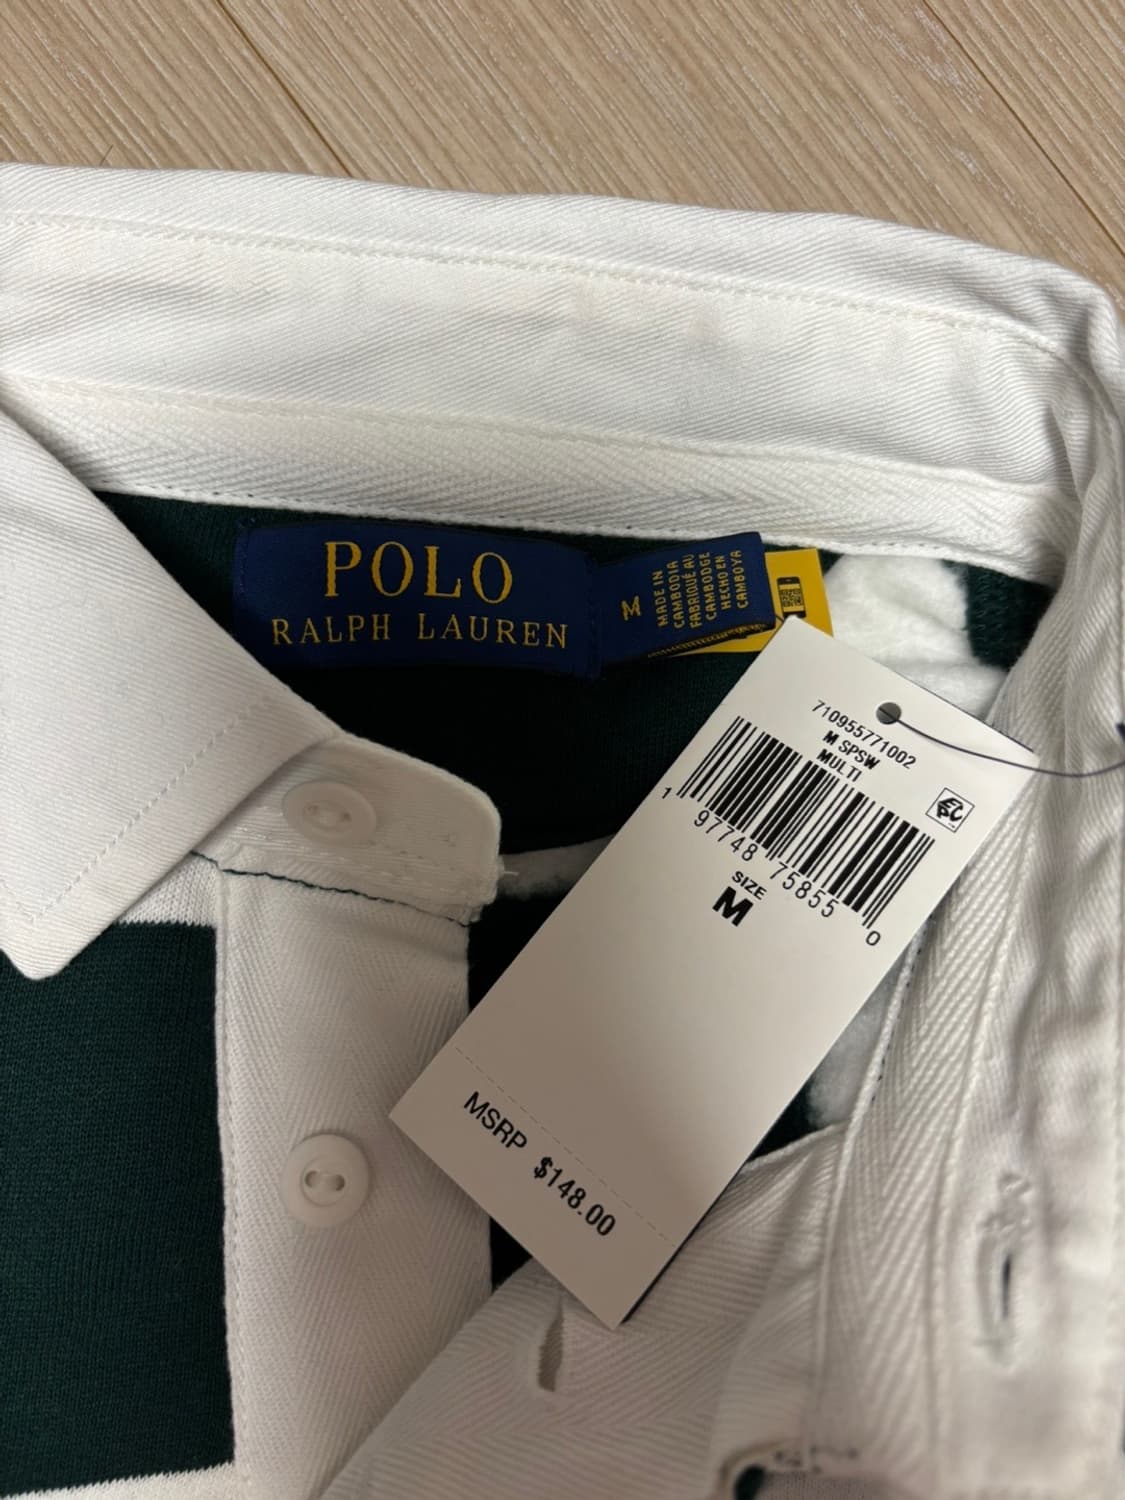 POLO
RALPH LAUREN
M
MADE IN
CAMBODIA
FABRIQUÉ AU
CAMBODGE
HECHO EN
CAMBOYA
710955771002
M SPSW
MULTI
1 97748 75855 0
SIZE
M
MSRP $148.00